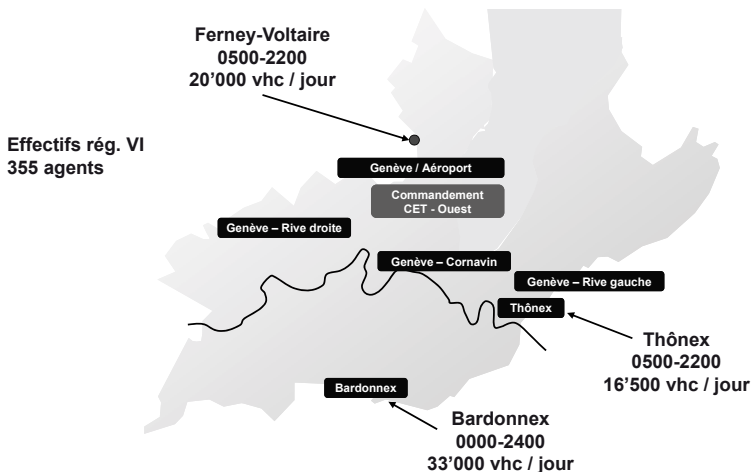 Ferney-Voltaire
0500-2200
20’000 vhc / jour
Effectifs rég. VI
355 agents
Genève / Aéroport
Commandement
CET - Ouest
Genève – Rive droite
Genève – Cornavin
Genève – Rive gauche
Thônex
Thônex
0500-2200
16’500 vhc / jour
Bardonnex
Bardonnex
0000-2400
33’000 vhc / jour